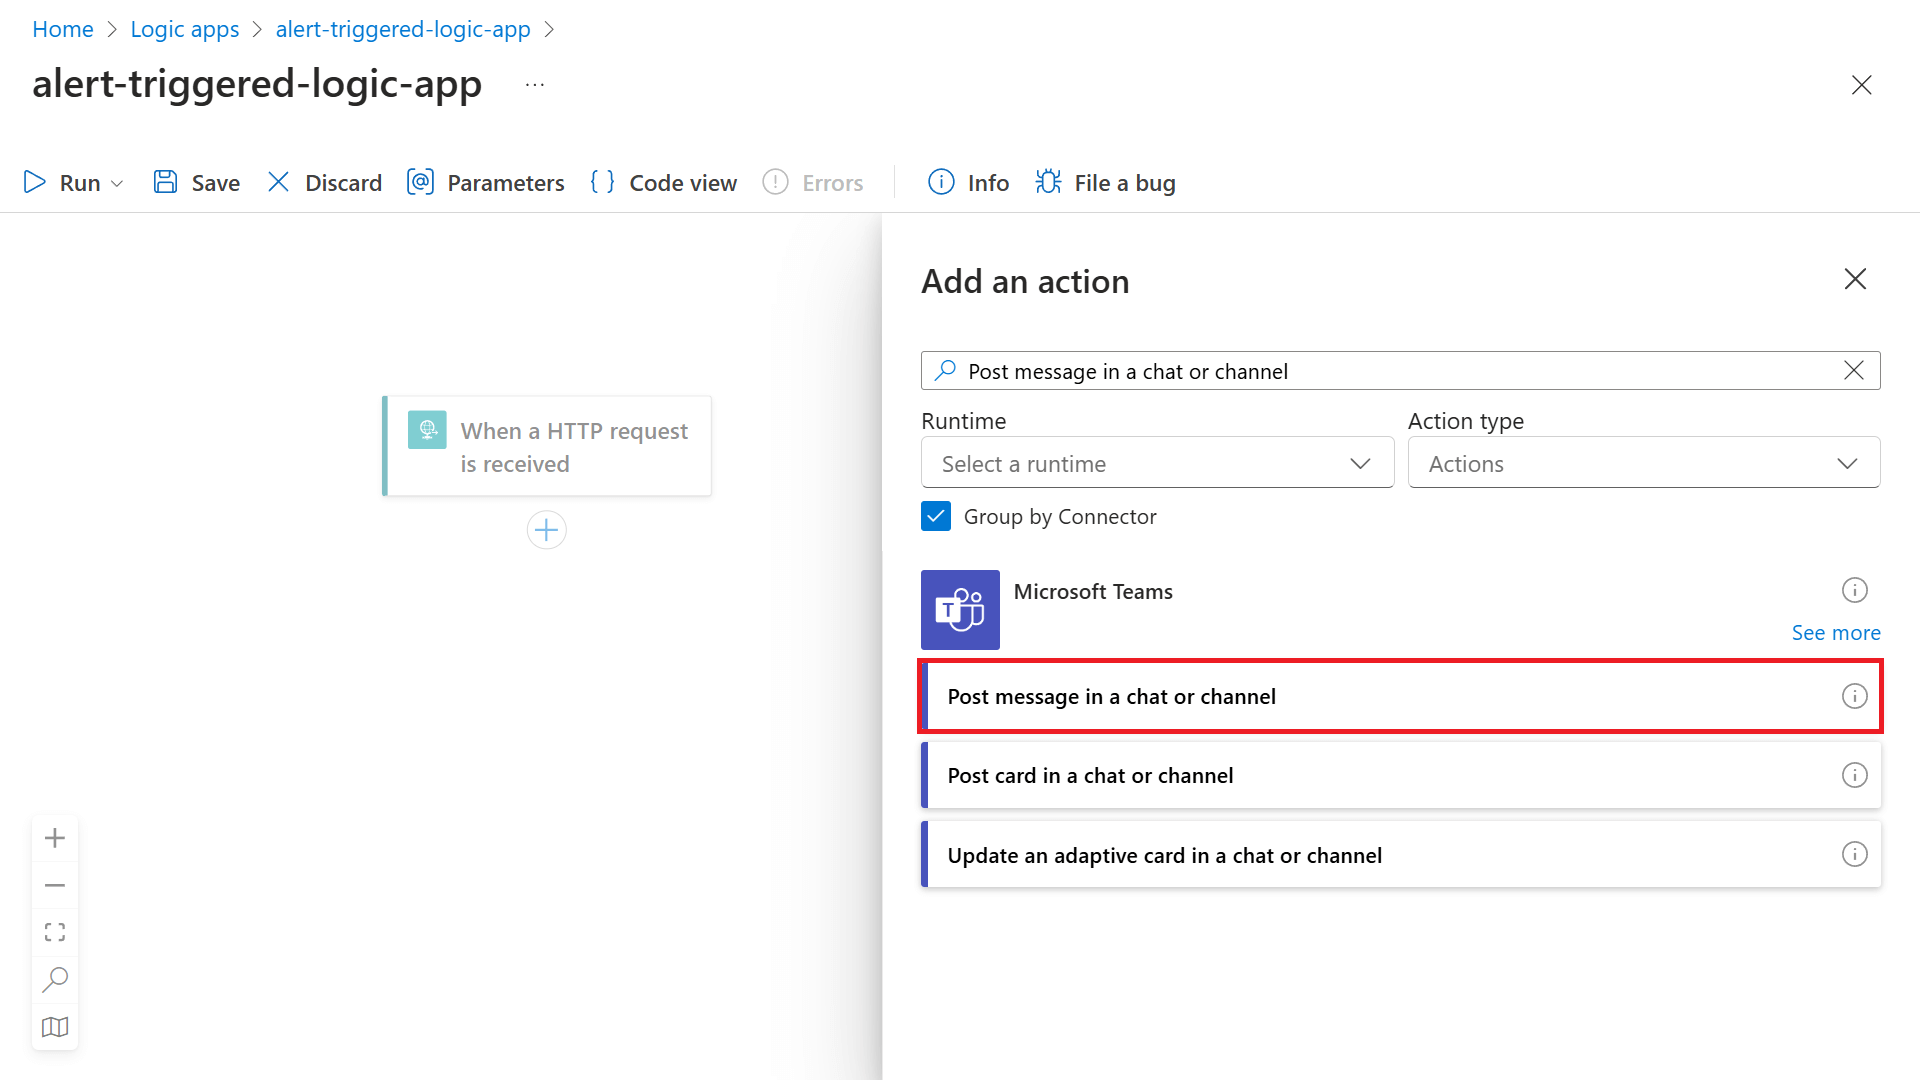 Home > Logic apps > alert-triggered-logic-app >
alert-triggered-logic-app ...
Run Save Discard Parameters Code view Errors Info File a bug
When a HTTP request
is received
Add an action
Post message in a chat or channel
Runtime Action type
Select a runtime Actions
Group by Connector
T
Microsoft Teams
See more
Post message in a chat or channel
Post card in a chat or channel
Update an adaptive card in a chat or channel